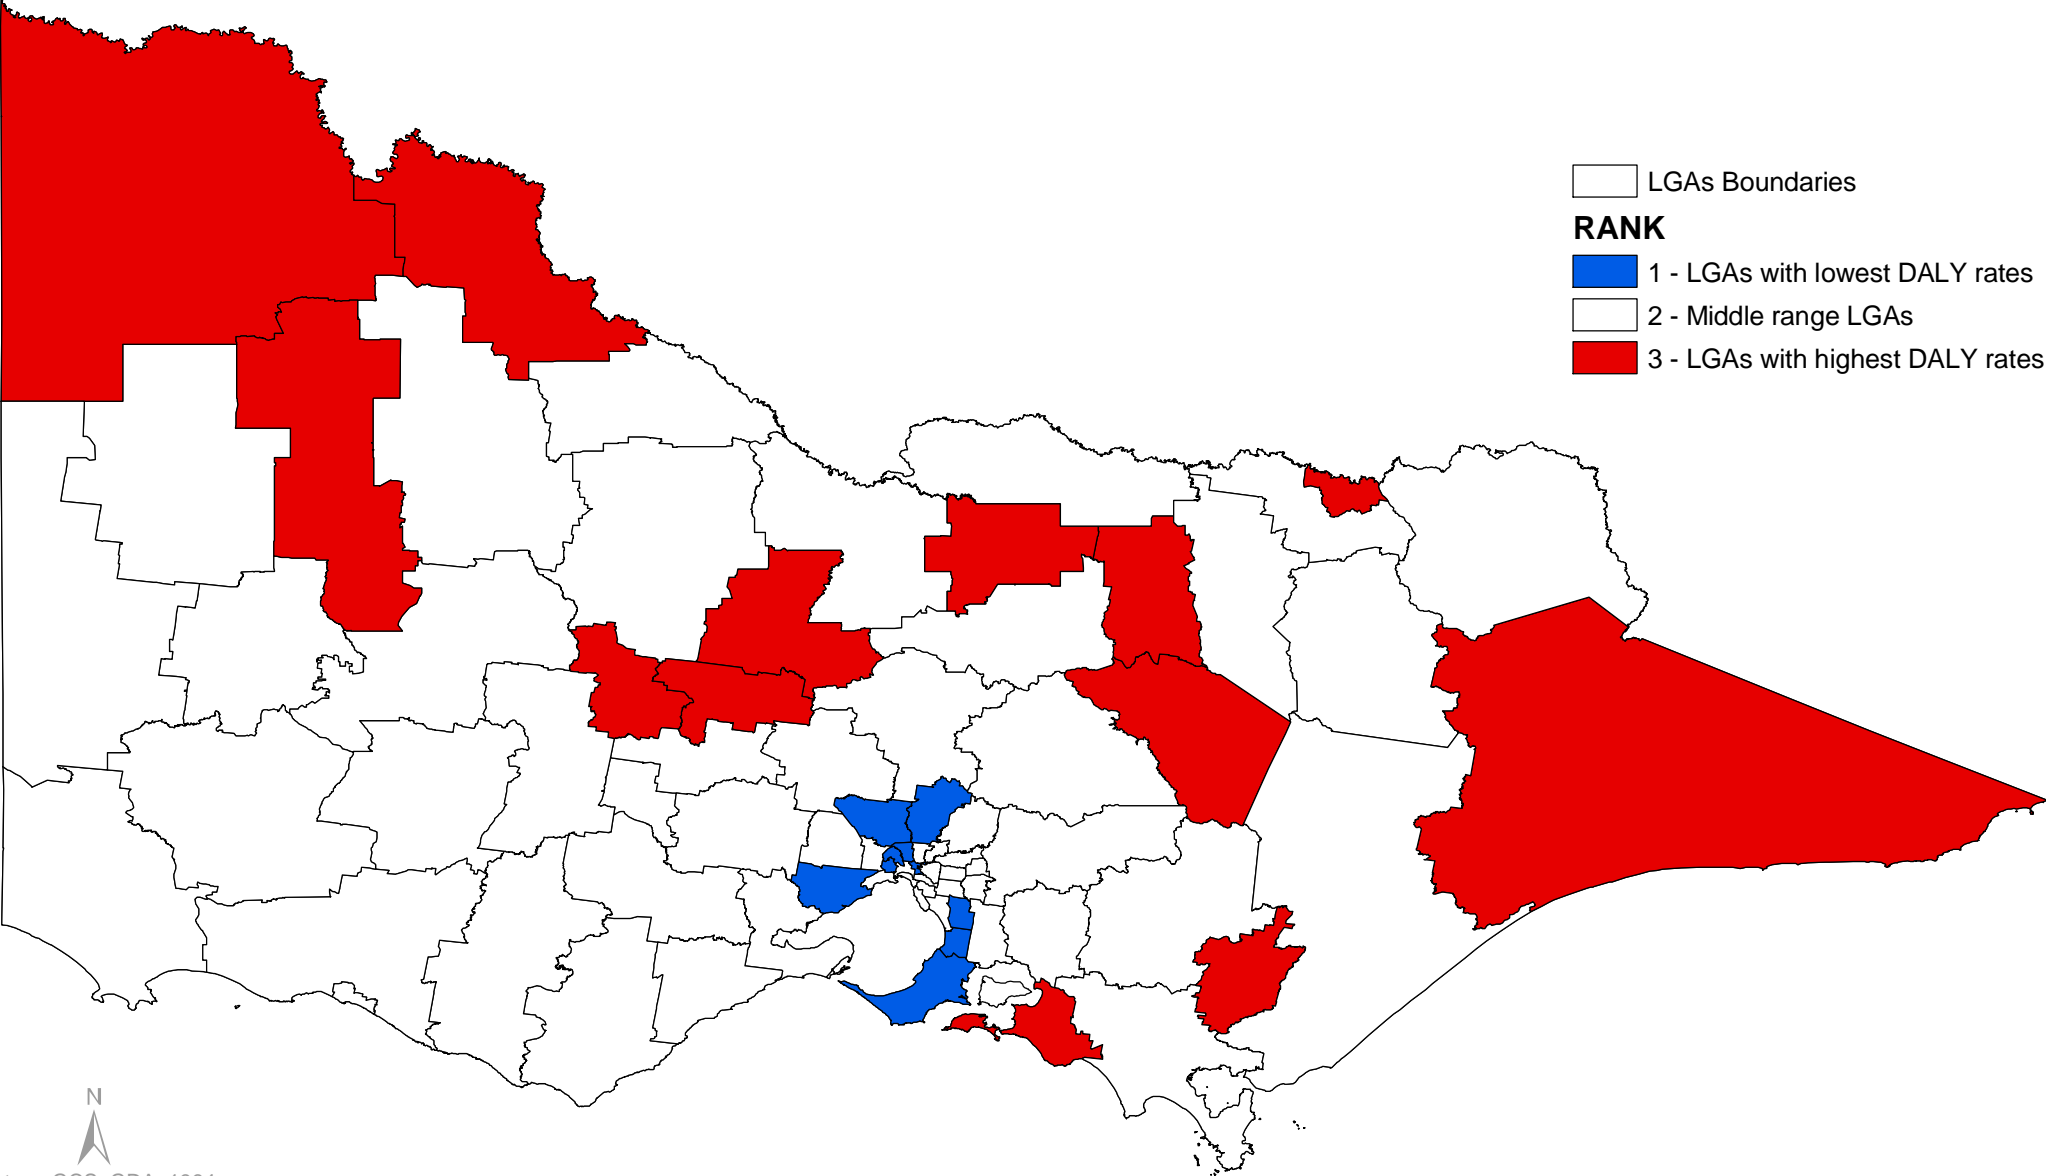 LGAs Boundaries
RANK
1 - LGAs with lowest DALY rates
2 - Middle range LGAs
3 - LGAs with highest DALY rates
N